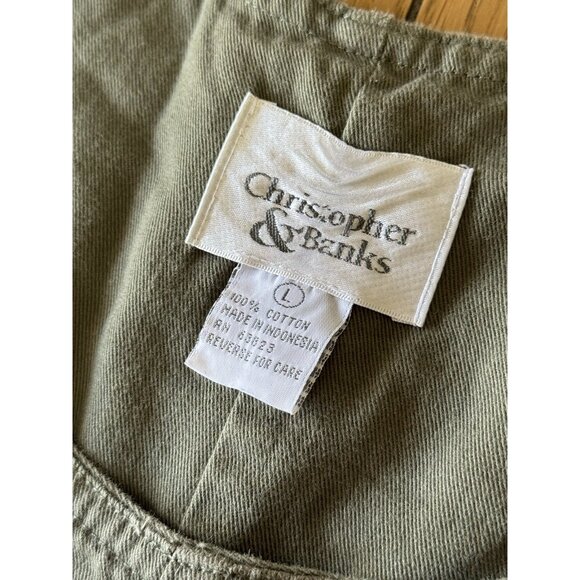 Christopher
& Banks
L
100% COTTON
MADE IN INDONESIA
RN 63623
REVERSE FOR CARE